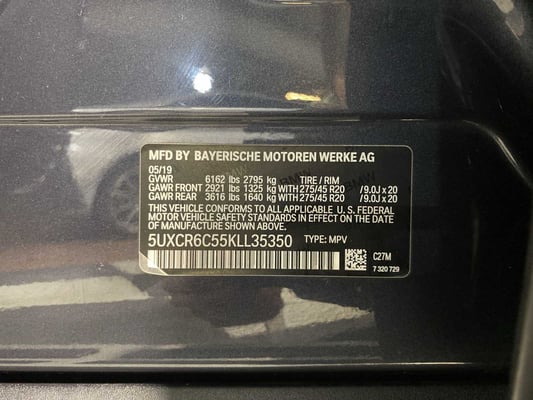 MFD BY BAYERISCHE MOTOREN WERKE AG
05/19
GVWR 6162 lbs 2795 kg TIRE / RIM
GAWR FRONT 2921 lbs 1325 kg WITH 275/45 R20 /9.0J x 20
GAWR REAR 3616 lbs 1640 kg WITH 275/45 R20 /9.0J x 20
THIS VEHICLE CONFORMS TO ALL APPLICABLE U. S. FEDERAL
MOTOR VEHICLE SAFETY STANDARDS IN EFFECT ON THE
DATE OF MANUFACTURE SHOWN ABOVE.
5UXCR6C55KLL35350 TYPE: MPV
C27M
7 320 729